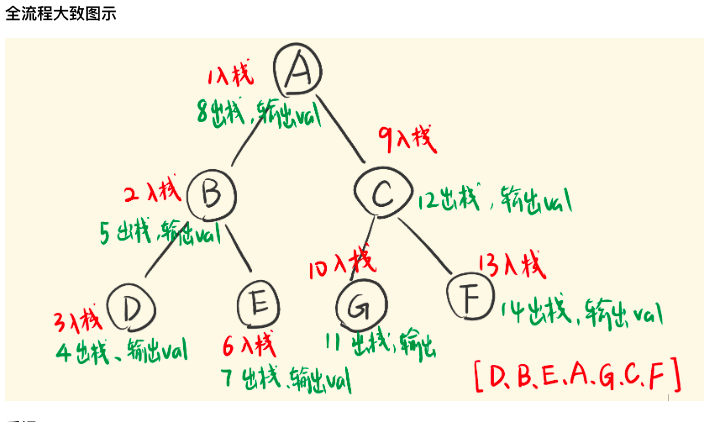 全流程大致图示
A
1入栈
8出栈,输出val
9入栈
2入栈
B
C
12出栈,输出val
5出栈,输出val
10入栈
13入栈
D
E
G
F
3入栈
14出栈,输出val
4出栈、输出val
6入栈
11出栈,输出
7出栈、输出val
[D、B、E、A、G、C、F]